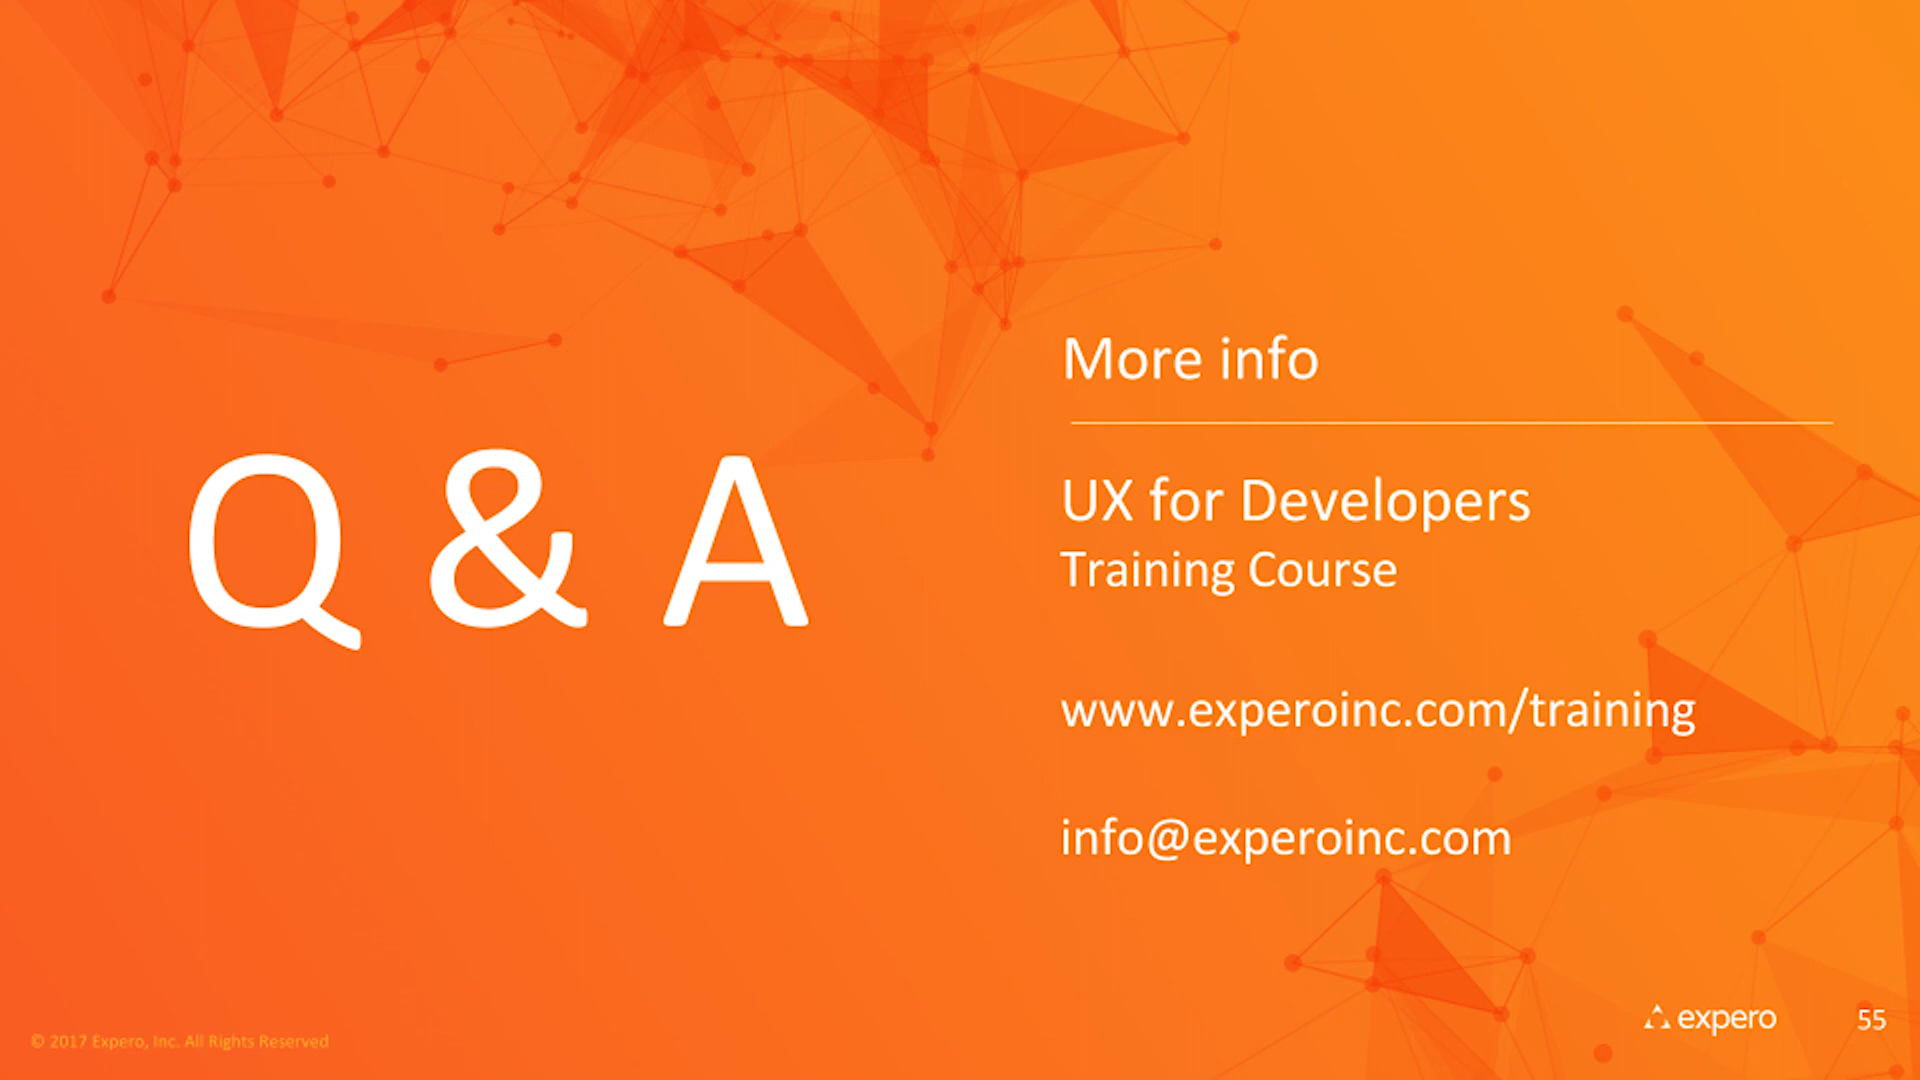 Q & A
More info
UX for Developers
Training Course
www.experoinc.com/training
info@experoinc.com
© 2017 Expero, Inc. All Rights Reserved
expero
55